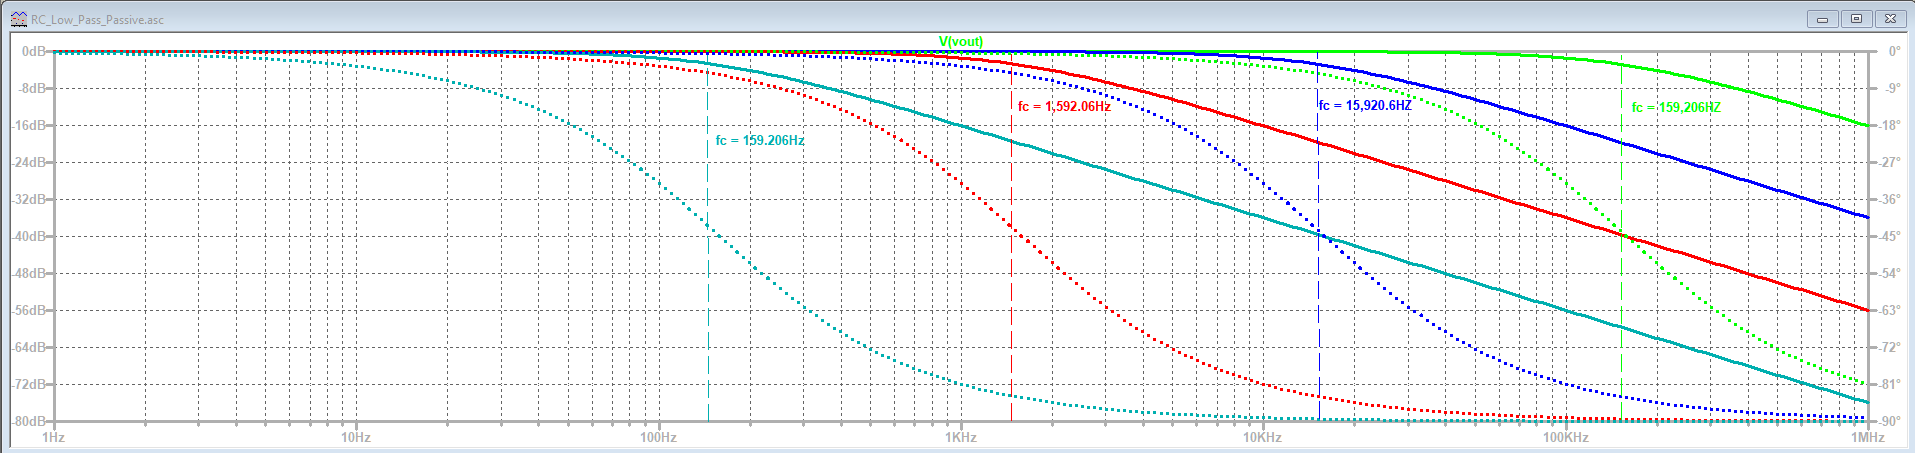 RC_Low_Pass_Passive.asc
V(vout)
0dB
-8dB
-16dB
-24dB
-32dB
-40dB
-48dB
-56dB
-64dB
-72dB
-80dB
0°
-9°
-18°
-27°
-36°
-45°
-54°
-63°
-72°
-81°
-90°
fc = 159.206Hz
fc = 1,592.06Hz
fc = 15,920.6HZ
fc = 159,206HZ
1Hz
10Hz
100Hz
1KHz
10KHz
100KHz
1MHz